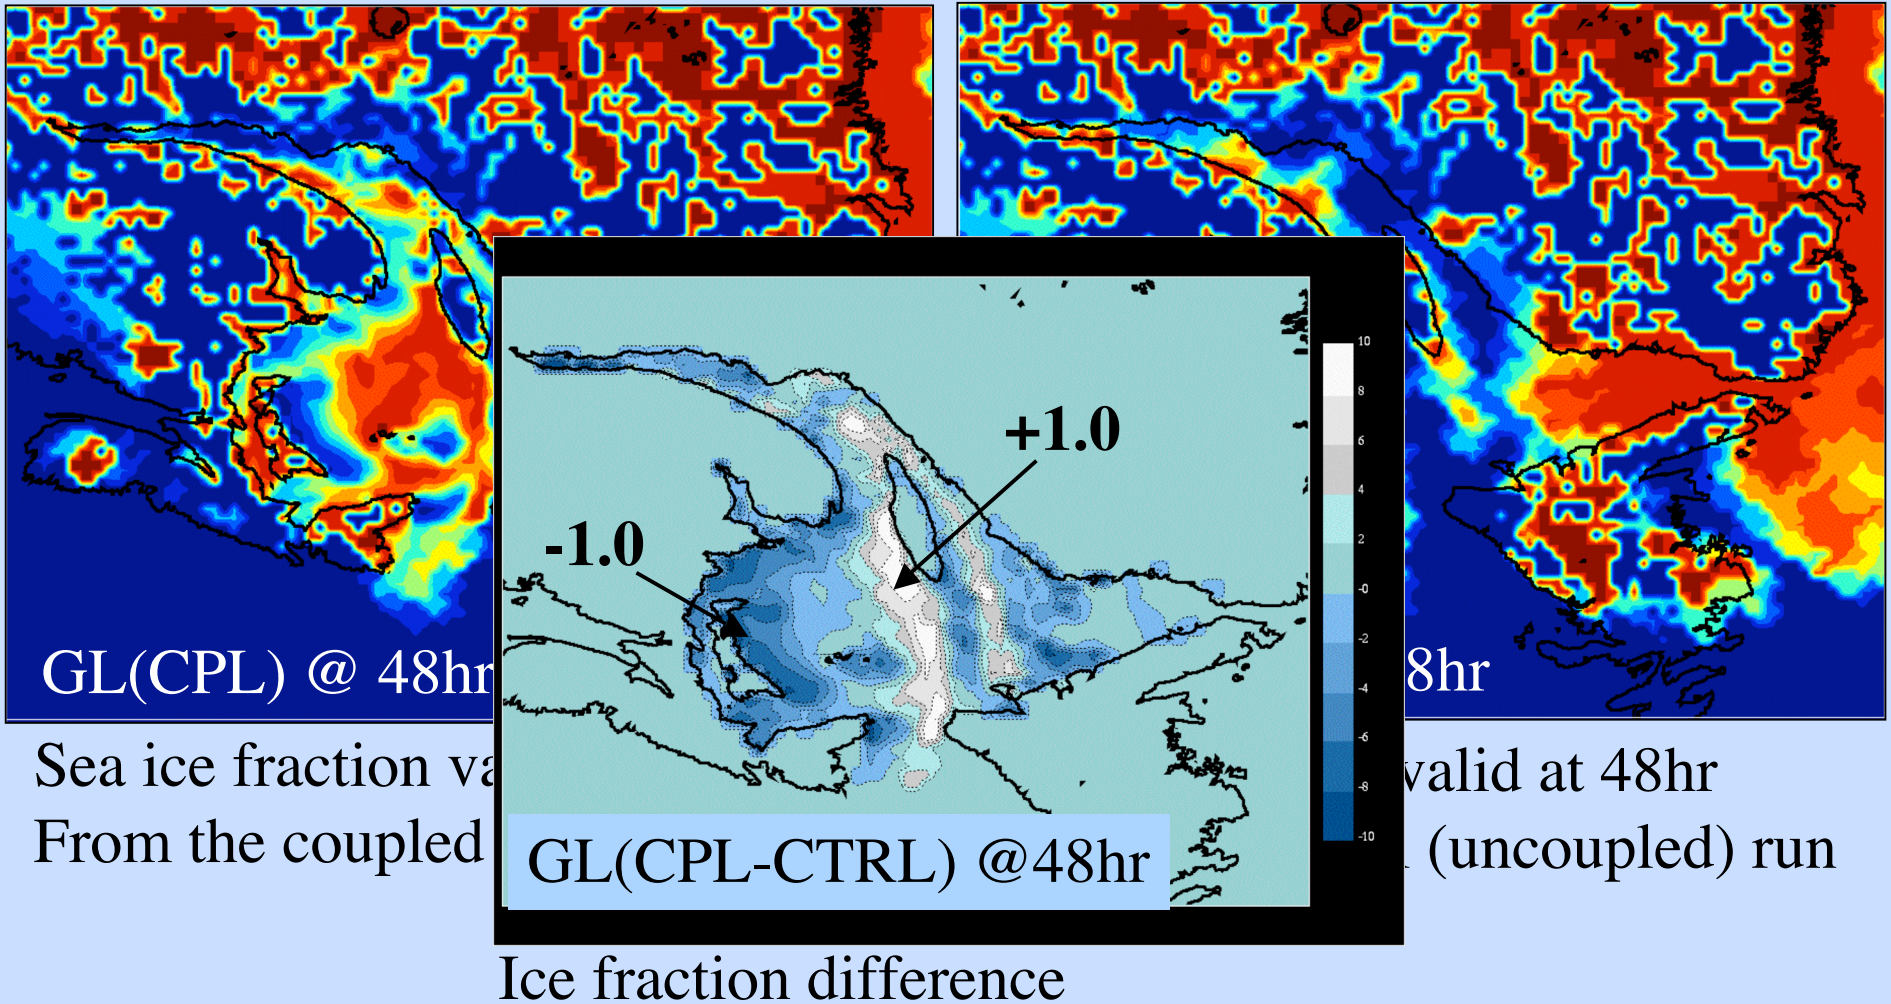 +1.0
-1.0
10
8
6
4
2
-0
-2
-4
-6
-8
-10
GL(CPL) @ 48hr
8hr
Sea ice fraction va
valid at 48hr
From the coupled
(uncoupled) run
GL(CPL-CTRL) @48hr
Ice fraction difference